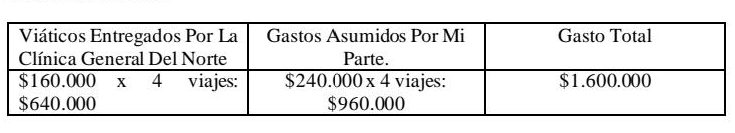 Viáticos Entregados Por La
Clínica General Del Norte
Gastos Asumidos Por Mi
Parte.
Gasto Total
$160.000 x 4 viajes:
$640.000
$240.000 x 4 viajes:
$960.000
$1.600.000